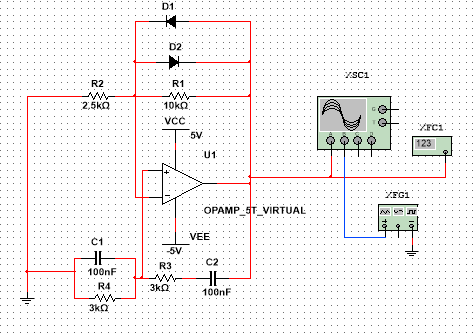 D1
D2
R2
2.5kΩ
R1
10kΩ
VCC
5V
U1
+
−
OPAMP_5T_VIRTUAL
VEE
-5V
C1
100nF
R4
3kΩ
R3
3kΩ
C2
100nF
XSC1
G
T
A B C D
XFC1
123
XFG1